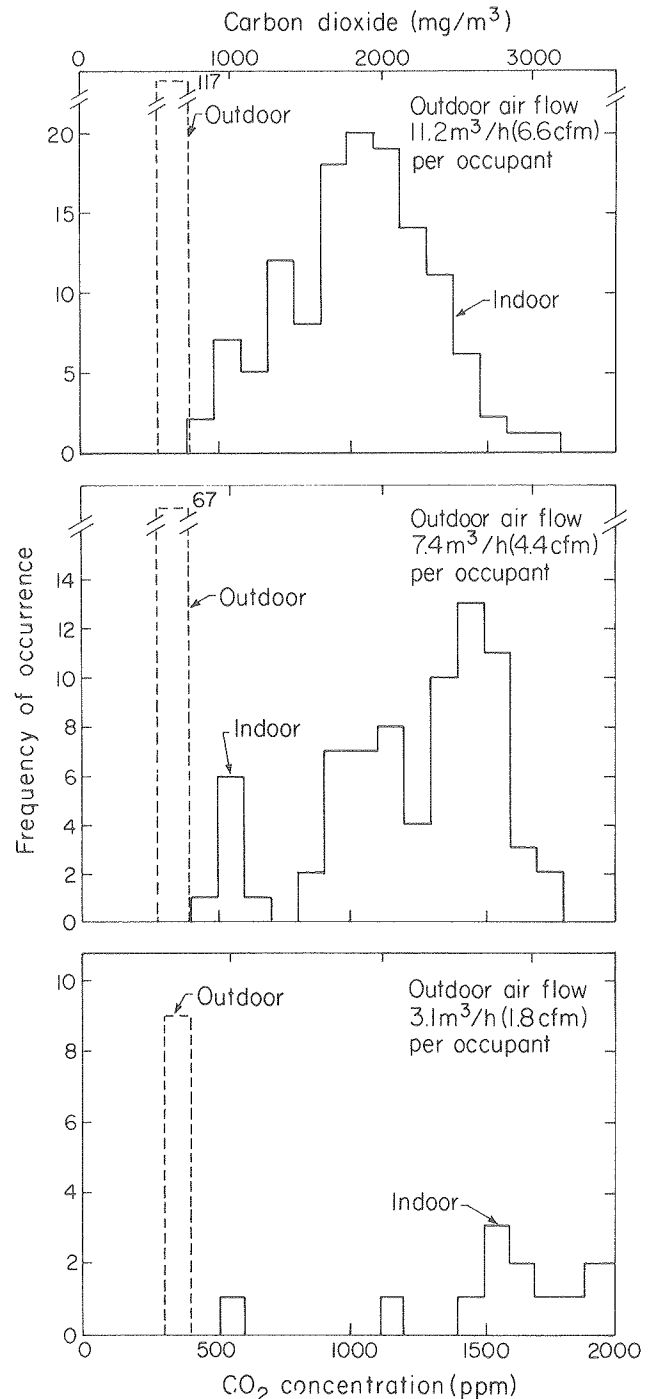 Carbon dioxide (mg/m³)
0 1000 2000 3000
117
Outdoor
Outdoor air flow
11.2 m³/h (6.6 cfm)
per occupant
Indoor
20
15
10
5
0
67
Outdoor air flow
7.4 m³/h (4.4 cfm)
per occupant
Outdoor
Indoor
14
12
10
8
6
4
2
0
Frequency of occurrence
Outdoor
Outdoor air flow
3.1 m³/h (1.8 cfm)
per occupant
Indoor
10
8
6
4
2
0
0 500 1000 1500 2000
CO₂ concentration (ppm)